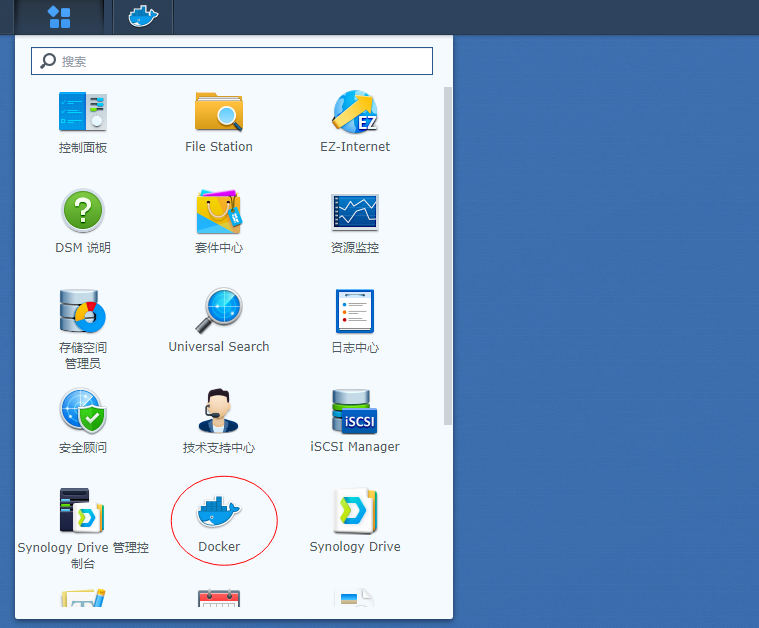 搜索
控制面板
File Station
EZ-Internet
EZ
DSM 说明
套件中心
资源监控
存储空间
管理员
Universal Search
日志中心
安全顾问
技术支持中心
iSCSI Manager
iSCSI
Synology Drive 管理控
制台
Docker
Synology Drive